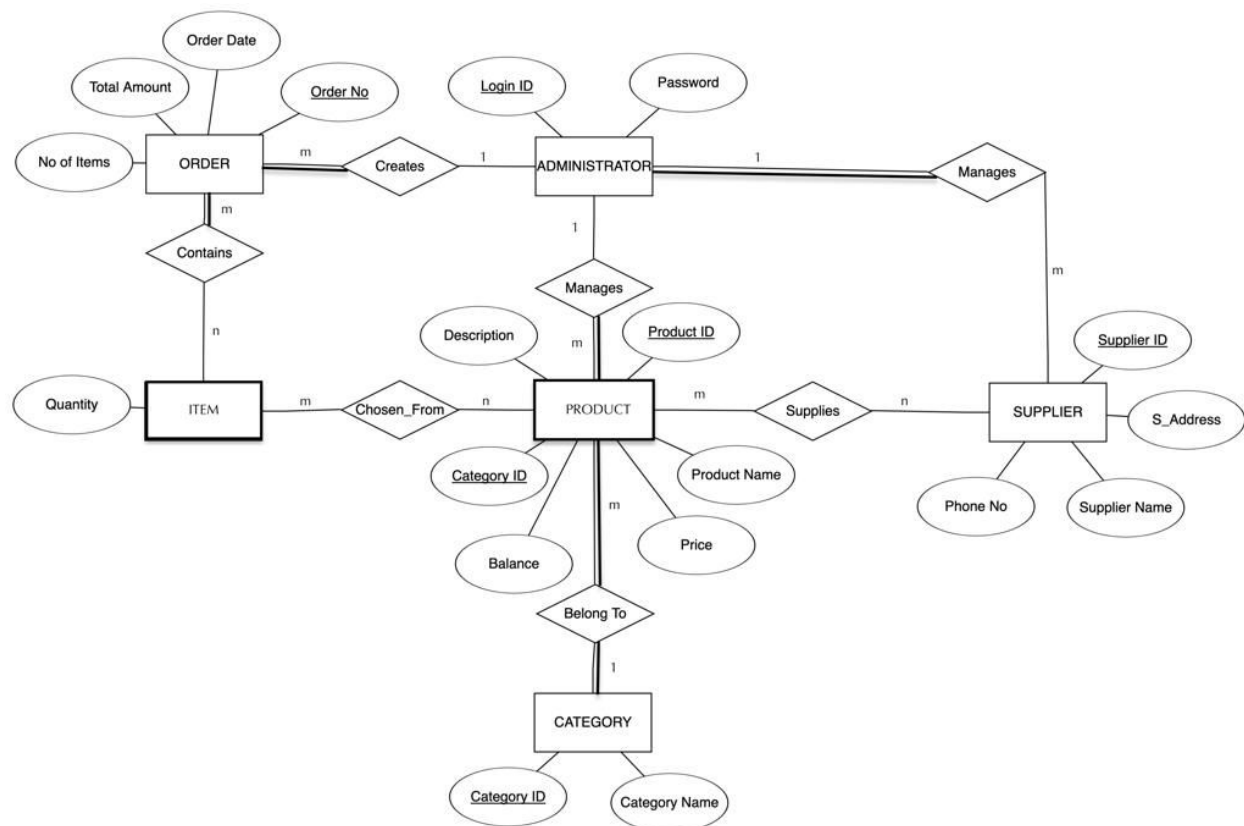 Order Date
Total Amount
Order No
No of Items
ORDER
m
Creates
1
Login ID
Password
ADMINISTRATOR
1
Manages
m
Contains
n
1
Manages
m
m
Description
Product ID
Supplier ID
Quantity
ITEM
m
Chosen_From
n
PRODUCT
m
Supplies
n
SUPPLIER
S_Address
Category ID
Product Name
Phone No
Supplier Name
m
Balance
Price
Belong To
1
CATEGORY
Category ID
Category Name